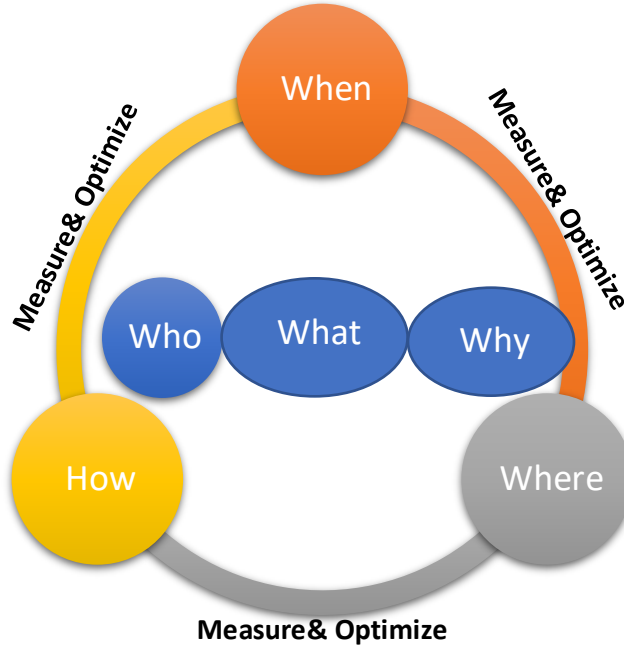 When
Measure& Optimize
Measure& Optimize
Who
What
Why
How
Where
Measure& Optimize